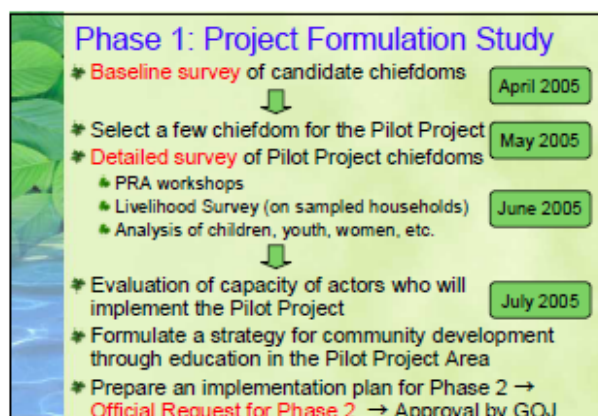 Phase 1: Project Formulation Study
Baseline survey of candidate chiefdoms
April 2005
Select a few chiefdom for the Pilot Project
May 2005
Detailed survey of Pilot Project chiefdoms
PRA workshops
Livelihood Survey (on sampled households)
June 2005
Analysis of children, youth, women, etc.
Evaluation of capacity of actors who will
implement the Pilot Project
July 2005
Formulate a strategy for community development
through education in the Pilot Project Area
Prepare an implementation plan for Phase 2 →
Official Request for Phase 2 → Approval by GOJ